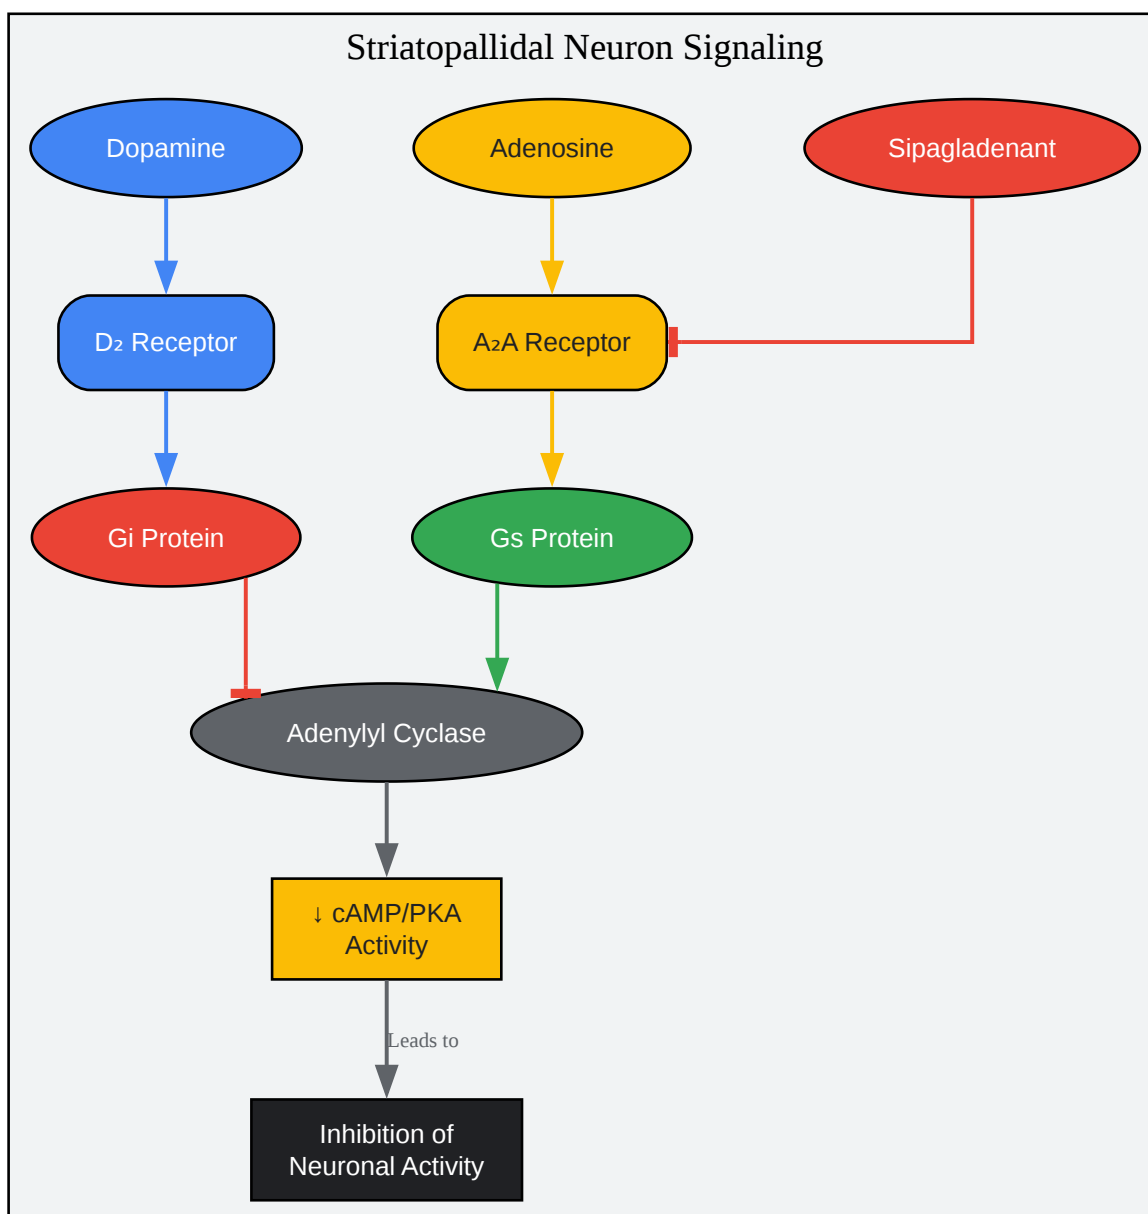 Striatopallidal Neuron Signaling
Dopamine
Adenosine
Sipagladenant
D₂ Receptor
A₂A Receptor
Gi Protein
Gs Protein
Adenylyl Cyclase
↓ cAMP/PKA
Activity
Leads to
Inhibition of
Neuronal Activity